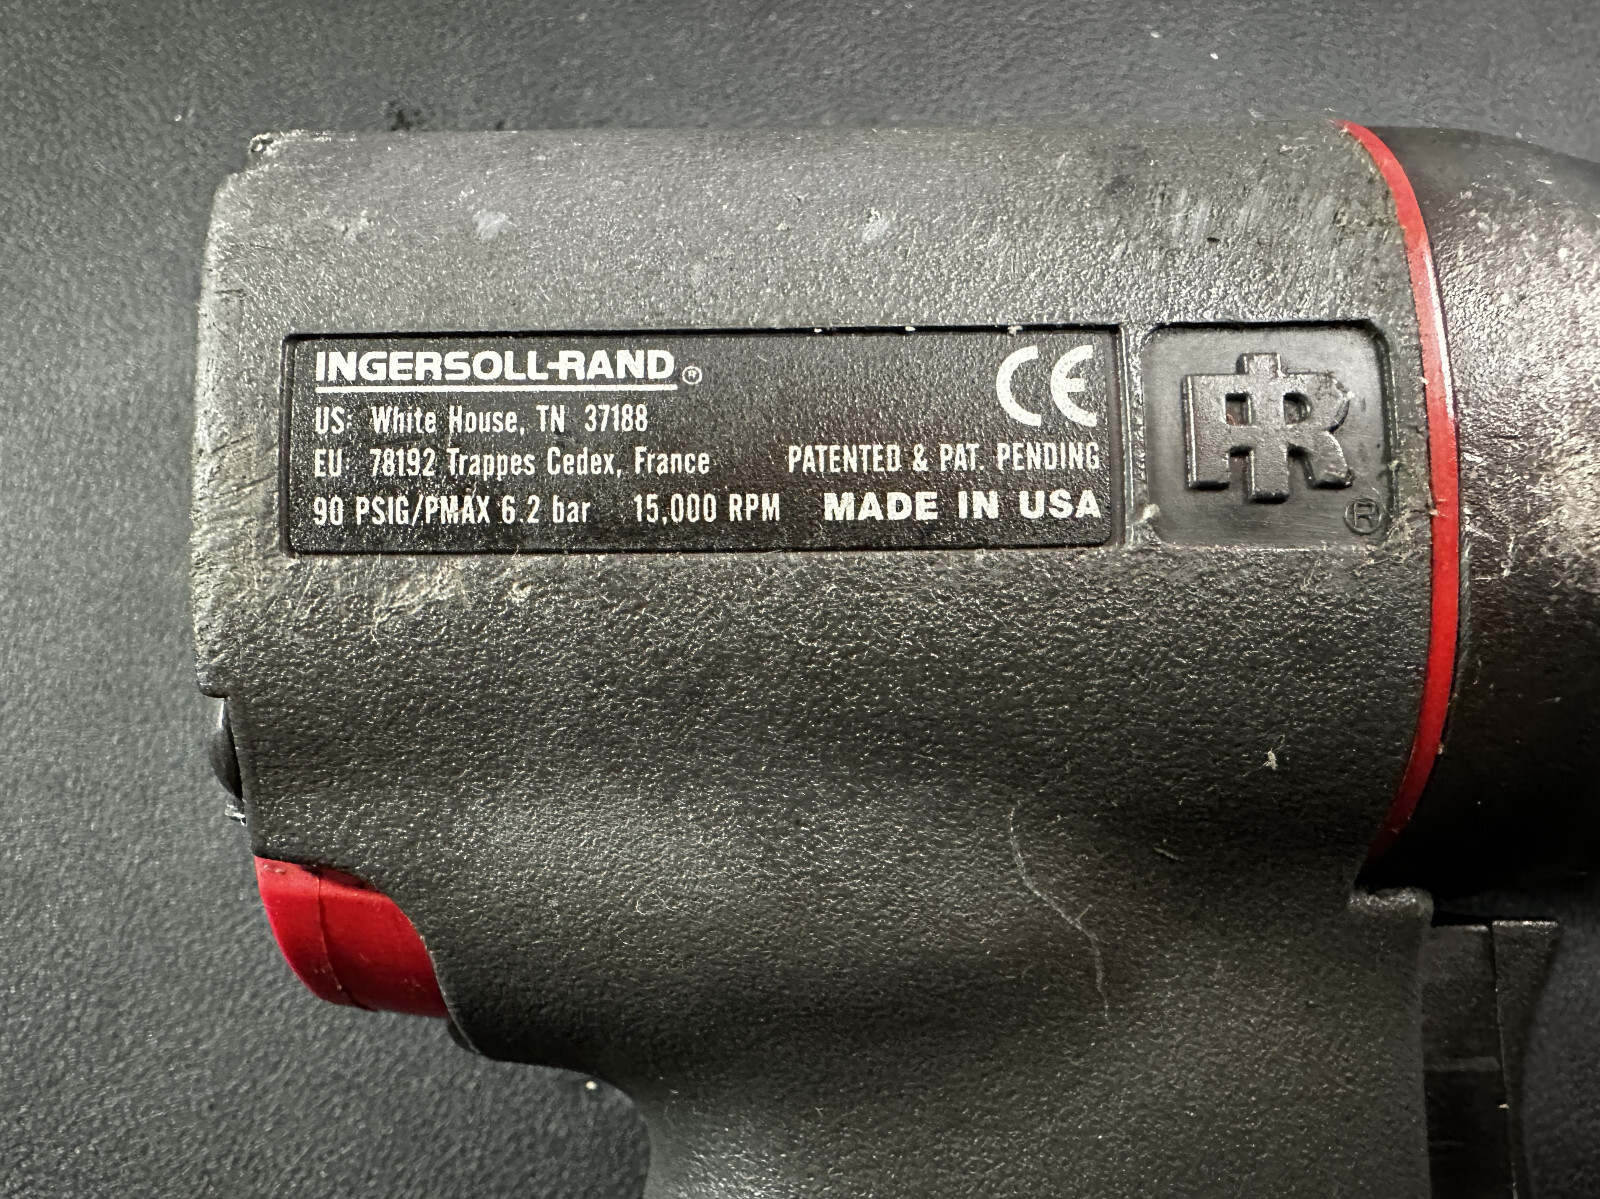 INGERSOLL-RAND®
CE
US: White House, TN 37188
EU 78192 Trappes Cedex, France
PATENTED & PAT. PENDING
90 PSIG/PMAX 6.2 bar 15,000 RPM
MADE IN USA
IR®